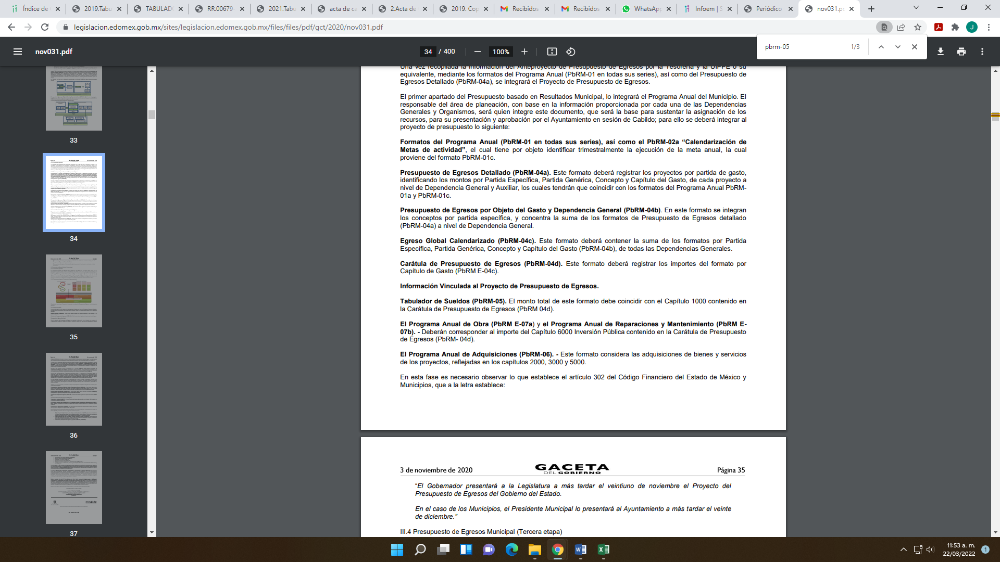 Índice de
2019.Tabu
TABULAD
RR.00679-
2021.Tabu
acta de ca
2.Acta de
2019. Cop
Recibidos
Recibidos
WhatsApp
Infoem | S
Periódico
nov031.pd
legislacion.edomex.gob.mx/sites/legislacion.edomex.gob.mx/files/files/pdf/gct/2020/nov031.pdf
J
nov031.pdf
34 / 400
100%
pbrm-05
1/3
33
34
35
36
37
Una vez recopilada la información del Anteproyecto de Presupuesto de Egresos por la Tesorería y la UIPPE o su
equivalente, mediante los formatos del Programa Anual (PbRM-01 en todas sus series), así como del Presupuesto de
Egresos Detallado (PbRM-04a), se integrará el Proyecto de Presupuesto de Egresos.
El primer apartado del Presupuesto basado en Resultados Municipal, lo integrará el Programa Anual del Municipio. El
responsable del área de planeación, con base en la información proporcionada por cada una de las Dependencias
Generales y Organismos, será quien integre este documento, que será la base para sustentar la asignación de los
recursos, para su presentación y aprobación por el Ayuntamiento en sesión de Cabildo; para ello se deberá integrar al
proyecto de presupuesto lo siguiente:
Formatos del Programa Anual (PbRM-01 en todas sus series), así como el PbRM-02a “Calendarización de
Metas de actividad”, el cual tiene por objeto identificar trimestralmente la ejecución de la meta anual, la cual
proviene del formato PbRM-01c.
Presupuesto de Egresos Detallado (PbRM-04a). Este formato deberá registrar los proyectos por partida de gasto,
identificando los montos por Partida Específica, Partida Genérica, Concepto y Capítulo del Gasto, de cada proyecto a
nivel de Dependencia General y Auxiliar, los cuales tendrán que coincidir con los formatos del Programa Anual PbRM-
01a y PbRM-01c.
Presupuesto de Egresos por Objeto del Gasto y Dependencia General (PbRM-04b). En este formato se integran
los conceptos por partida específica, y concentra la suma de los formatos de Presupuesto de Egresos detallado
(PbRM-04a) a nivel de Dependencia General.
Egreso Global Calendarizado (PbRM-04c). Este formato deberá contener la suma de los formatos por Partida
Específica, Partida Genérica, Concepto y Capítulo del Gasto (PbRM-04b), de todas las Dependencias Generales.
Carátula de Presupuesto de Egresos (PbRM-04d). Este formato deberá registrar los importes del formato por
Capítulo de Gasto (PbRM E-04c).
Información Vinculada al Proyecto de Presupuesto de Egresos.
Tabulador de Sueldos (PbRM-05). El monto total de este formato debe coincidir con el Capítulo 1000 contenido en
la Carátula de Presupuesto de Egresos (PbRM 04d).
El Programa Anual de Obra (PbRM E-07a) y el Programa Anual de Reparaciones y Mantenimiento (PbRM E-
07b). - Deberán corresponder al importe del Capítulo 6000 Inversión Pública contenido en la Carátula de Presupuesto
de Egresos (PbRM- 04d).
El Programa Anual de Adquisiciones (PbRM-06). - Este formato considera las adquisiciones de bienes y servicios
de los proyectos, reflejadas en los capítulos 2000, 3000 y 5000.
En esta fase es necesario observar lo que establece el artículo 302 del Código Financiero del Estado de México y
Municipios, que a la letra establece:
3 de noviembre de 2020
GACETA
DEL GOBIERNO
Página 35
“El Gobernador presentará a la Legislatura a más tardar el veintiuno de noviembre el Proyecto del
Presupuesto de Egresos del Gobierno del Estado.
En el caso de los Municipios, el Presidente Municipal lo presentará al Ayuntamiento a más tardar el veinte
de diciembre.”
III.4 Presupuesto de Egresos Municipal (Tercera etapa)
11:53 a. m.
22/03/2022
1